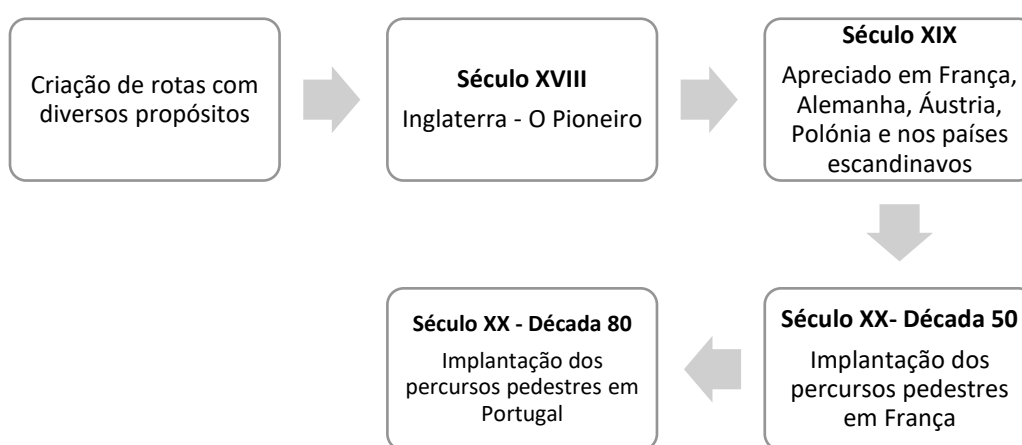 Criação de rotas com
diversos propósitos
Século XVIII
Inglaterra - O Pioneiro
Século XIX
Apreciado em França,
Alemanha, Áustria,
Polónia e nos países
escandinavos
Século XX- Década 50
Implantação dos
percursos pedestres
em França
Século XX - Década 80
Implantação dos
percursos pedestres em
Portugal